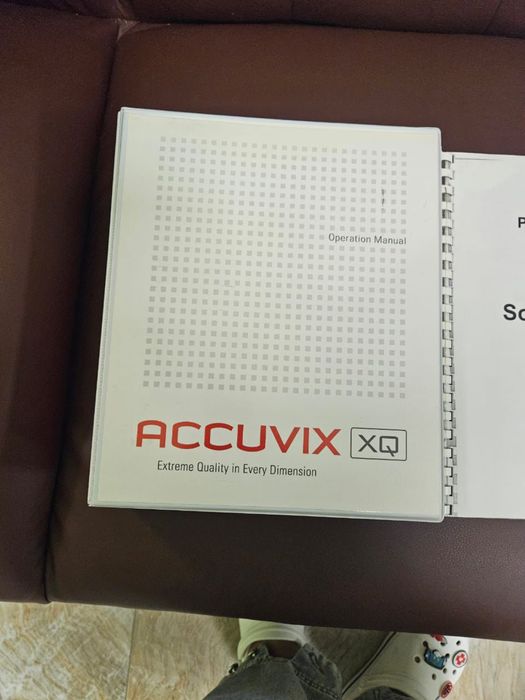 Operation Manual
ACCUVIX XQ
Extreme Quality in Every Dimension